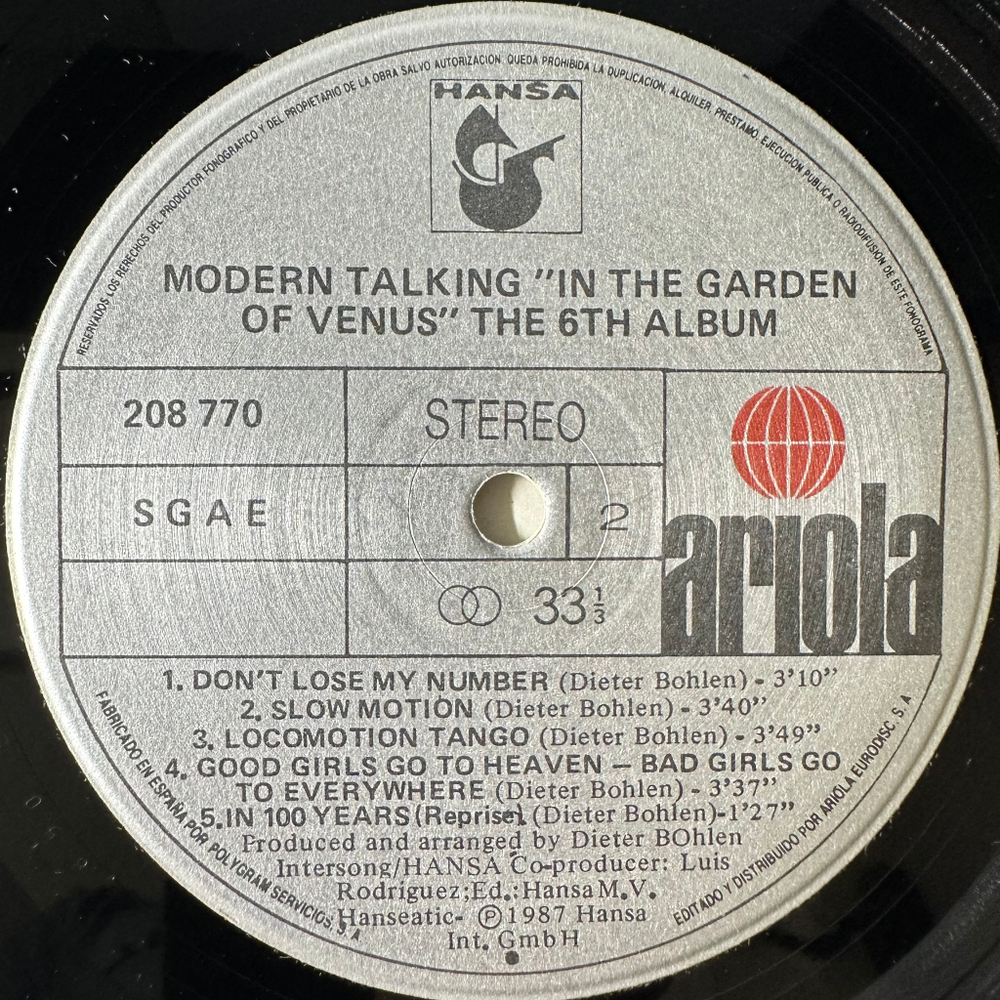 RESERVADOS LOS DERECHOS DEL PRODUCTOR FONOGRAFICO Y DEL PROPIETARIO DE LA OBRA SALVO AUTORIZACION, QUEDA PROHIBIDA LA DUPLICACION, ALQUILER, PRESTAMO, EJECUCION PUBLICA O RADIODIFUSION DE ESTE FONOGRAMA
HANSA
MODERN TALKING "IN THE GARDEN
OF VENUS" THE 6TH ALBUM
208 770
STEREO
SGAE
2
33 1/3
ariola
1. DON'T LOSE MY NUMBER (Dieter Bohlen) - 3'10"
2. SLOW MOTION (Dieter Bohlen) - 3'40"
3. LOCOMOTION TANGO (Dieter Bohlen) - 3'49"
4. GOOD GIRLS GO TO HEAVEN – BAD GIRLS GO
TO EVERYWHERE (Dieter Bohlen) - 3'37"
5.IN 100 YEARS (Reprise) (Dieter Bohlen)-1'27"
Produced and arranged by Dieter BOhlen
Intersong/HANSA Co-producer: Luis
Rodríguez;Ed.:Hansa M.V.
Hanseatic- Ⓟ1987 Hansa
Int. GmbH
FABRICADO EN ESPAÑA POR POLYGRAM SERVICIOS, S. A
EDITADO Y DISTRIBUIDO POR ARIOLA EURODISC, S. A